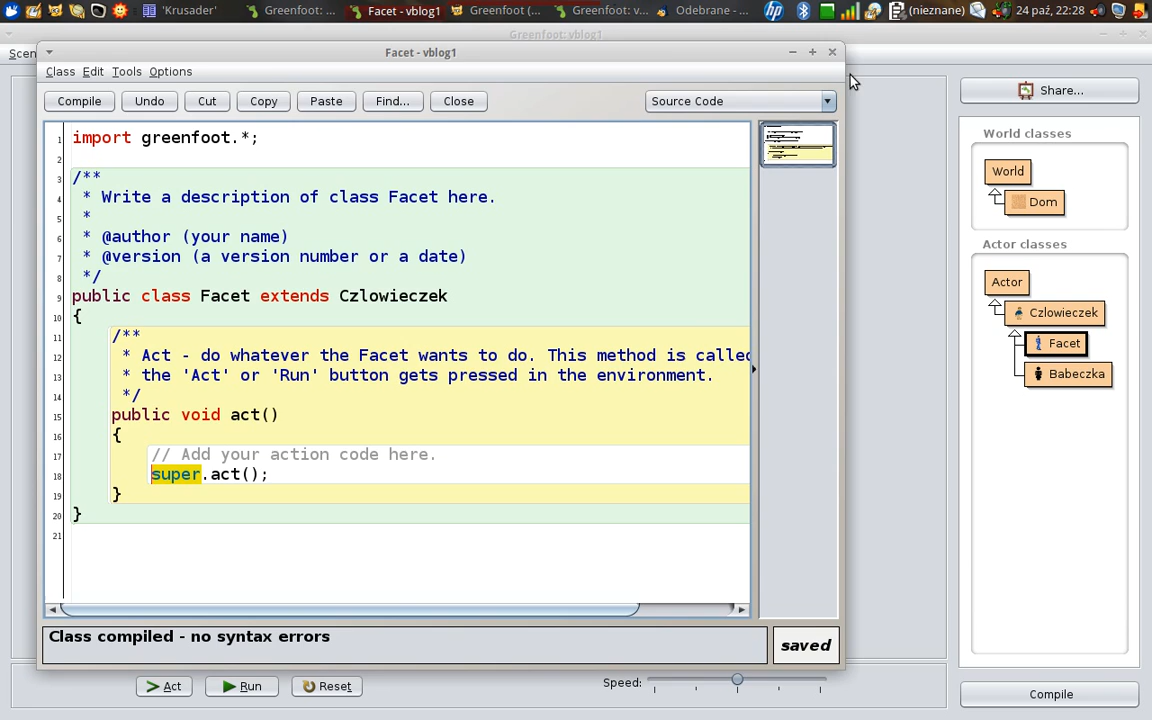 'Krusader' Greenfoot: ... Facet - vblog1 Greenfoot (... Greenfoot: v... Odebrane - ... (nieznane) 24 paź, 22:28
Greenfoot: vblog1
Scen
Facet - vblog1
Class Edit Tools Options
Compile Undo Cut Copy Paste Find... Close Source Code
Share...
1 import greenfoot.*;
2
3 /**
4 * Write a description of class Facet here.
5 *
6 * @author (your name)
7 * @version (a version number or a date)
8 */
9 public class Facet extends Czlowieczek
10 {
11 /**
12 * Act - do whatever the Facet wants to do. This method is called
13 * the 'Act' or 'Run' button gets pressed in the environment.
14 */
15 public void act()
16 {
17 // Add your action code here.
18 super.act();
19 }
20 }
21
Class compiled - no syntax errors
saved
World classes
World
Dom
Actor classes
Actor
Czlowieczek
Facet
Babeczka
Act Run Reset Speed:
Compile